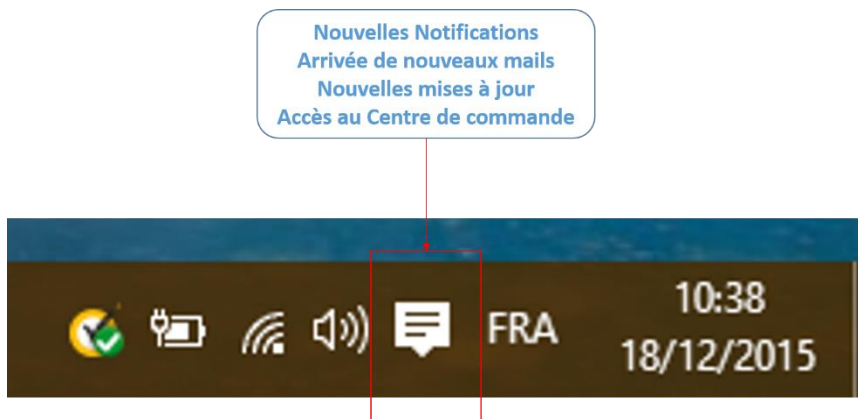 Nouvelles Notifications
Arrivée de nouveaux mails
Nouvelles mises à jour
Accès au Centre de commande
FRA
10:38
18/12/2015